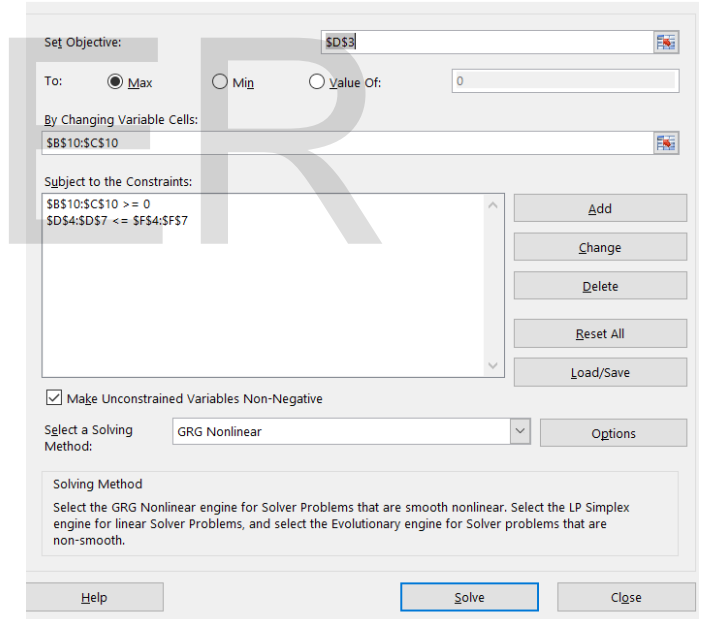 Set Objective:
$D$3
To:
Max
Min
Value Of:
0
By Changing Variable Cells:
$B$10:$C$10
Subject to the Constraints:
$B$10:$C$10 >= 0
$D$4:$D$7 <= $F$4:$F$7
Add
Change
Delete
Reset All
Load/Save
Make Unconstrained Variables Non-Negative
Select a Solving
Method:
GRG Nonlinear
Options
Solving Method
Select the GRG Nonlinear engine for Solver Problems that are smooth nonlinear. Select the LP Simplex
engine for linear Solver Problems, and select the Evolutionary engine for Solver problems that are
non-smooth.
Help
Solve
Close
ER